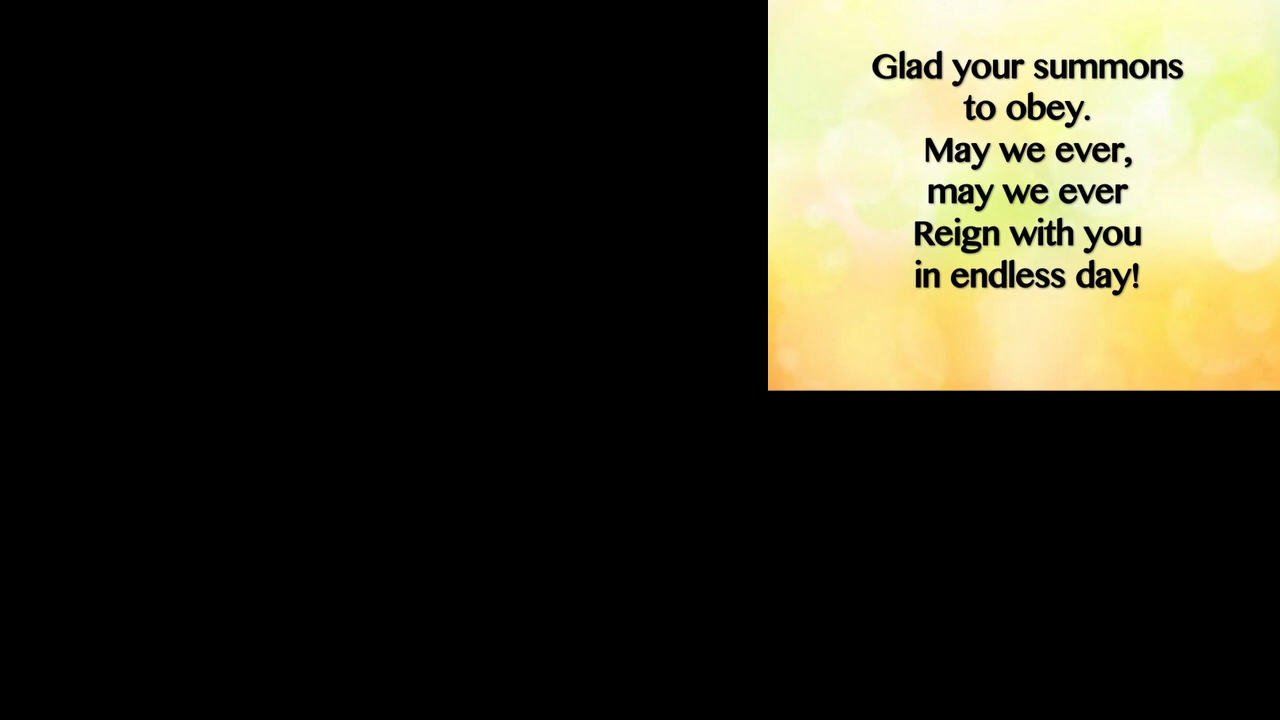 Glad your summons
to obey.
May we ever,
may we ever
Reign with you
in endless day!